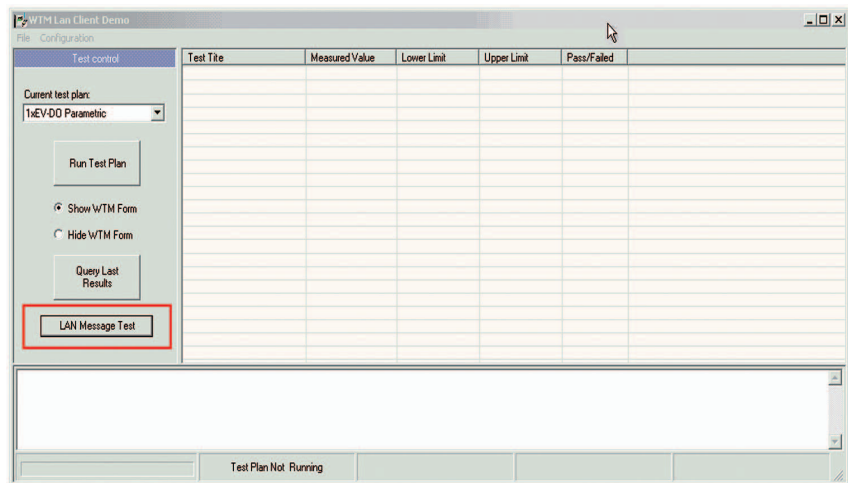 WTM Lan Client Demo
File Configuration
Test control
Test Tite Measured Value Lower Limit Upper Limit Pass/Failed
Current test plan:
1xEV-DO Parametric
Run Test Plan
Show WTM Form
Hide WTM Form
Query Last
Results
LAN Message Test
Test Plan Not Running